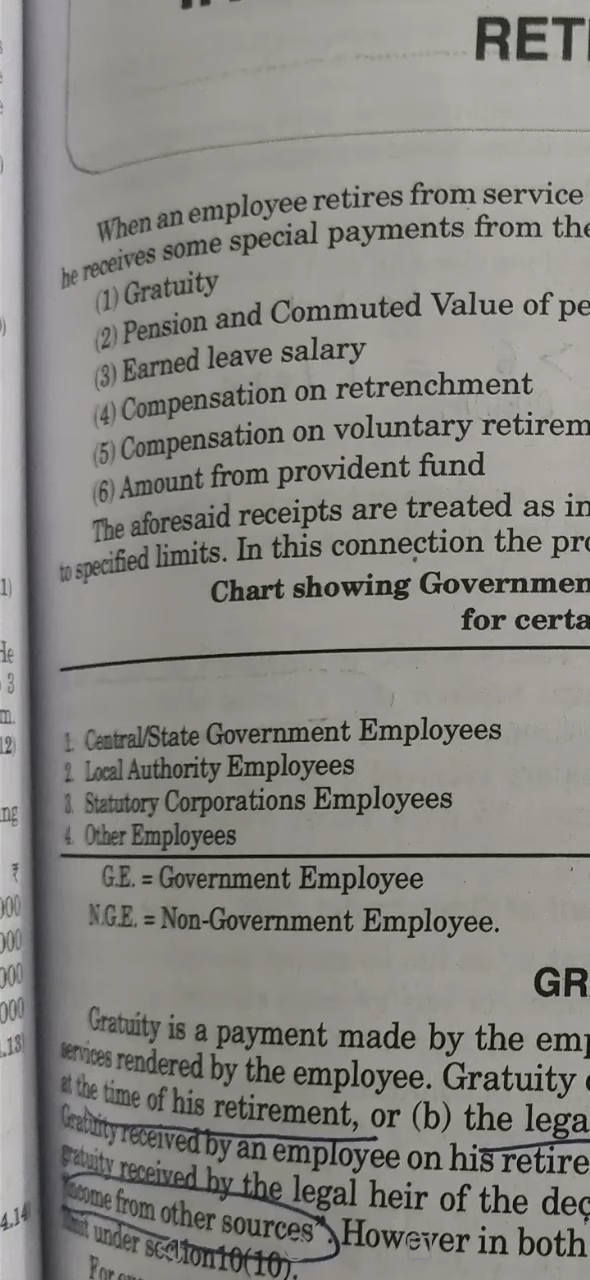 RETI
When an employee retires from service
he receives some special payments from the
(1) Gratuity
(2) Pension and Commuted Value of pe
(3) Earned leave salary
(4) Compensation on retrenchment
(5) Compensation on voluntary retirem
(6) Amount from provident fund
The aforesaid receipts are treated as in
to specified limits. In this connection the pro
Chart showing Governmen
for certa
1. Central/State Government Employees
2. Local Authority Employees
3. Statutory Corporations Employees
4. Other Employees
G.E. = Government Employee
N.G.E. = Non-Government Employee.
GRA
Gratuity is a payment made by the emp
services rendered by the employee. Gratuity
at the time of his retirement, or (b) the lega
Gratuity received by an employee on his retire
gratuity received by the legal heir of the dec
income from other sources". However in both
limit under section 10(10).